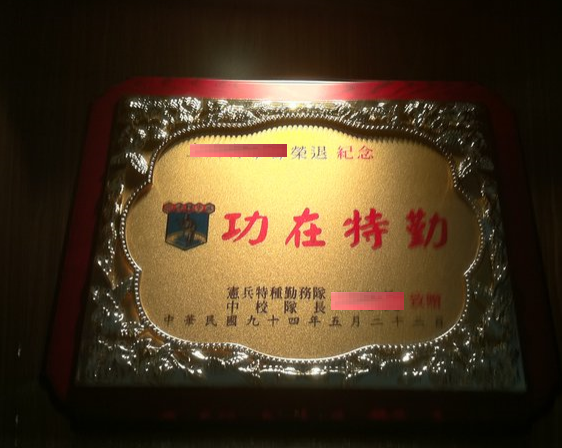 榮退 紀念
功在特勤
憲兵特種勤務隊
中校隊長 致贈
中華民國九十四年五月二十三日